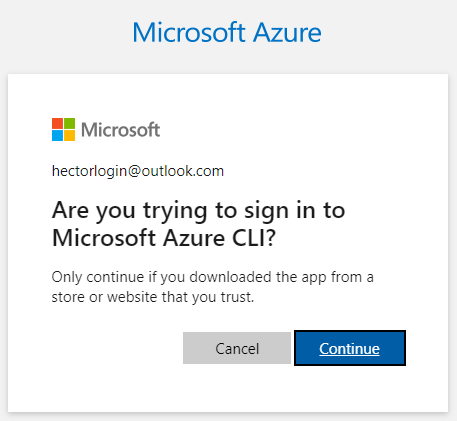 Microsoft Azure
Microsoft
hectorlogin@outlook.com
Are you trying to sign in to
Microsoft Azure CLI?
Only continue if you downloaded the app from a
store or website that you trust.
Cancel
Continue